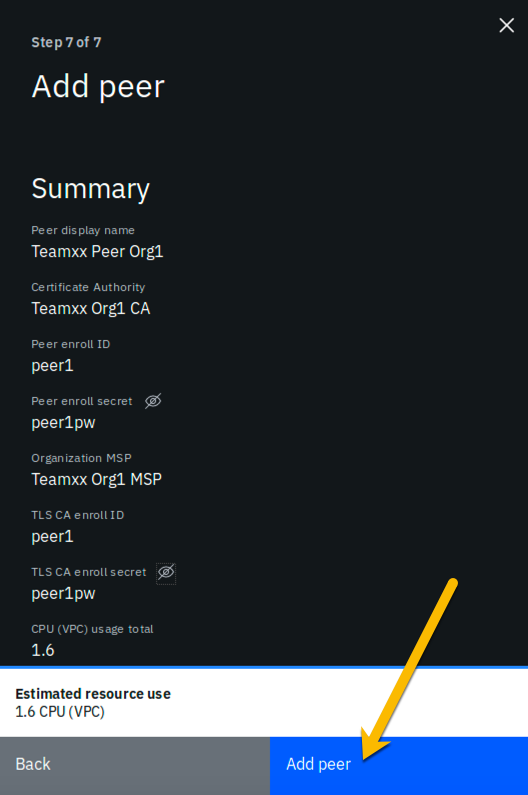 Step 7 of 7
Add peer
Summary
Peer display name
Teamxx Peer Org1
Certificate Authority
Teamxx Org1 CA
Peer enroll ID
peer1
Peer enroll secret
peer1pw
Organization MSP
Teamxx Org1 MSP
TLS CA enroll ID
peer1
TLS CA enroll secret
peer1pw
CPU (VPC) usage total
1.6
Estimated resource use
1.6 CPU (VPC)
Back
Add peer